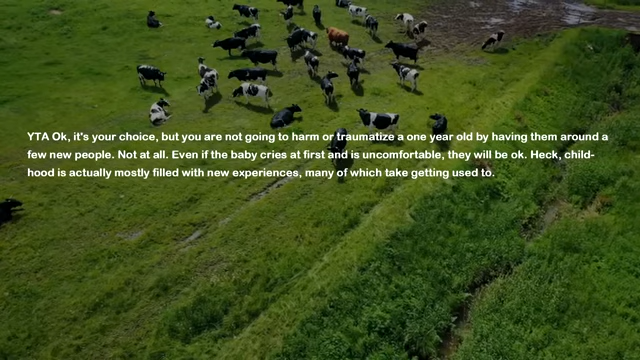 YTA Ok, it's your choice, but you are not going to harm or traumatize a one year old by having them around a
few new people. Not at all. Even if the baby cries at first and is uncomfortable, they will be ok. Heck, child-
hood is actually mostly filled with new experiences, many of which take getting used to.